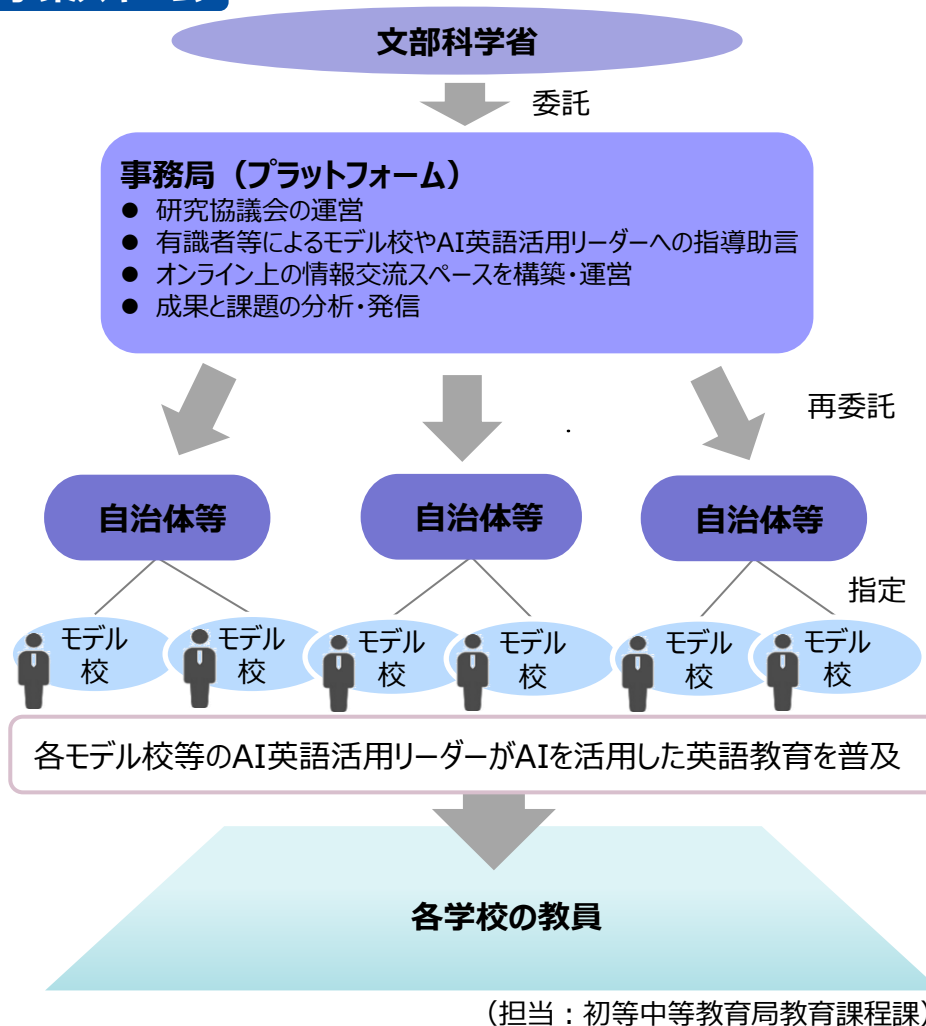 文部科学省
委託
事務局（プラットフォーム）
● 研究協議会の運営
● 有識者等によるモデル校やAI英語活用リーダーへの指導助言
● オンライン上の情報交流スペースを構築・運営
● 成果と課題の分析・発信
再委託
.
自治体等 自治体等 自治体等
指定
モデル モデル モデル モデル モデル モデル
校 校 校 校 校 校
各モデル校等のAI英語活用リーダーがAIを活用した英語教育を普及
各学校の教員
（担当：初等中等教育局教育課程課）